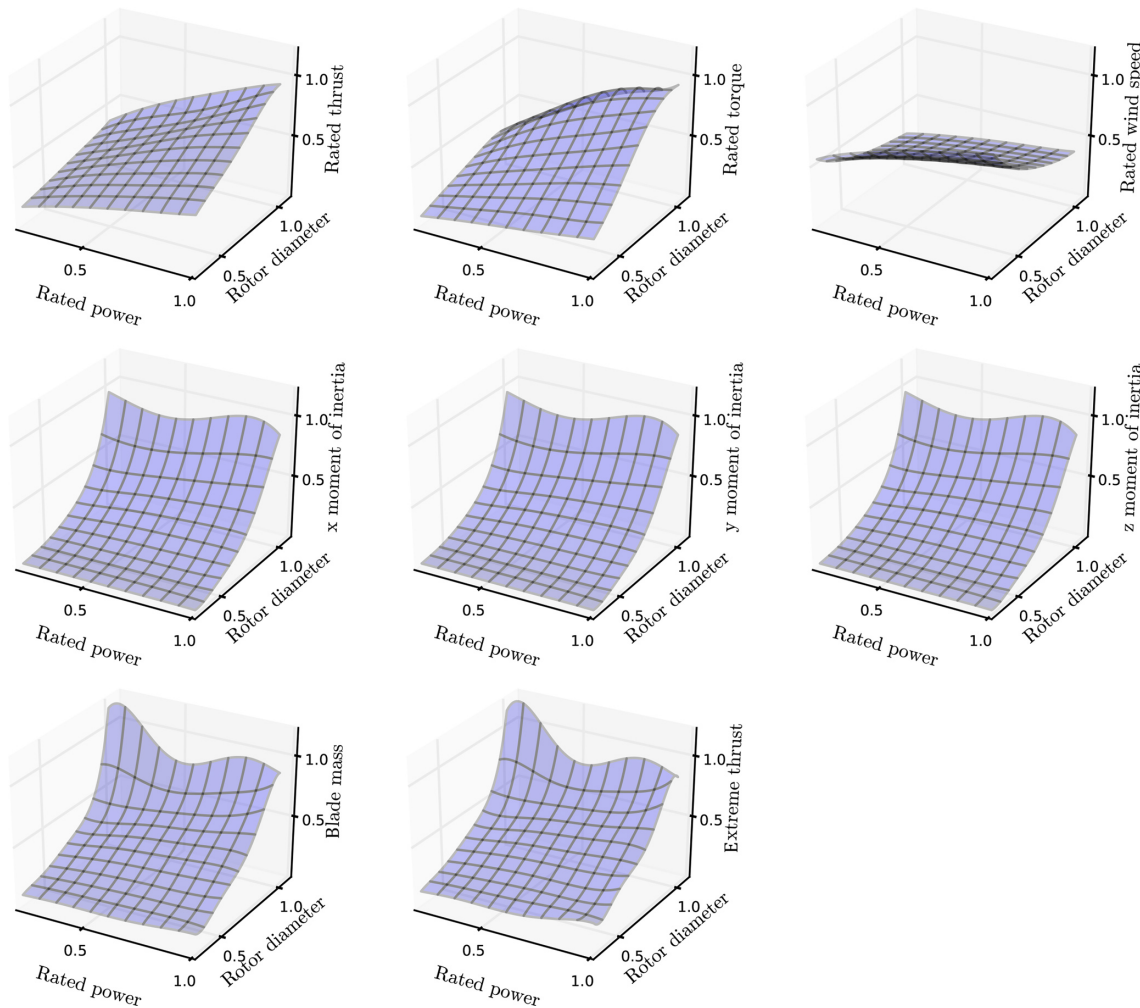 1.0
0.5
Rated thrust
1.0
0.5
Rotor diameter
0.5
1.0
Rated power
1.0
0.5
Rated torque
1.0
0.5
Rotor diameter
0.5
1.0
Rated power
1.0
0.5
Rated wind speed
1.0
0.5
Rotor diameter
0.5
1.0
Rated power
1.0
0.5
x moment of inertia
1.0
0.5
Rotor diameter
0.5
1.0
Rated power
1.0
0.5
y moment of inertia
1.0
0.5
Rotor diameter
0.5
1.0
Rated power
1.0
0.5
z moment of inertia
1.0
0.5
Rotor diameter
0.5
1.0
Rated power
1.0
0.5
Blade mass
1.0
0.5
Rotor diameter
0.5
1.0
Rated power
1.0
0.5
Extreme thrust
1.0
0.5
Rotor diameter
0.5
1.0
Rated power